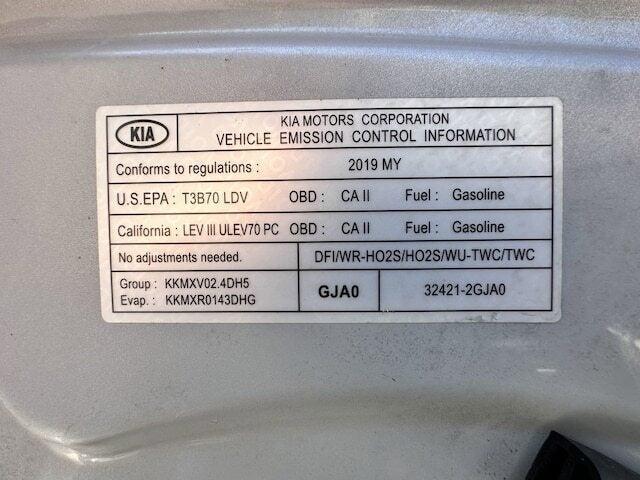 KIA
KIA MOTORS CORPORATION
VEHICLE EMISSION CONTROL INFORMATION
Conforms to regulations : 2019 MY
U.S.EPA : T3B70 LDV OBD : CA II Fuel : Gasoline
California : LEV III ULEV70 PC OBD : CA II Fuel : Gasoline
No adjustments needed. DFI/WR-HO2S/HO2S/WU-TWC/TWC
Group : KKMXV02.4DH5
Evap. : KKMXR0143DHG
GJA0
32421-2GJA0